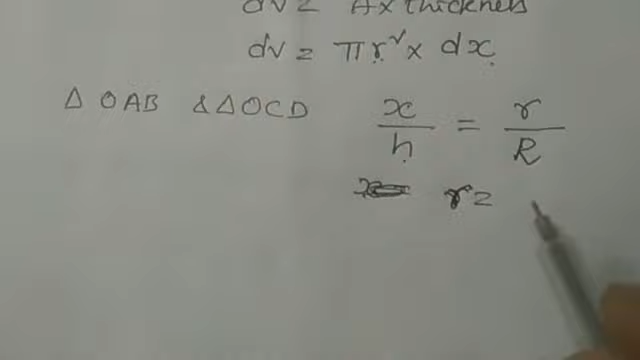 dv = A x thickness
dv = πr² x dx
Δ OAB & Δ OCD x/h = r/R
r =